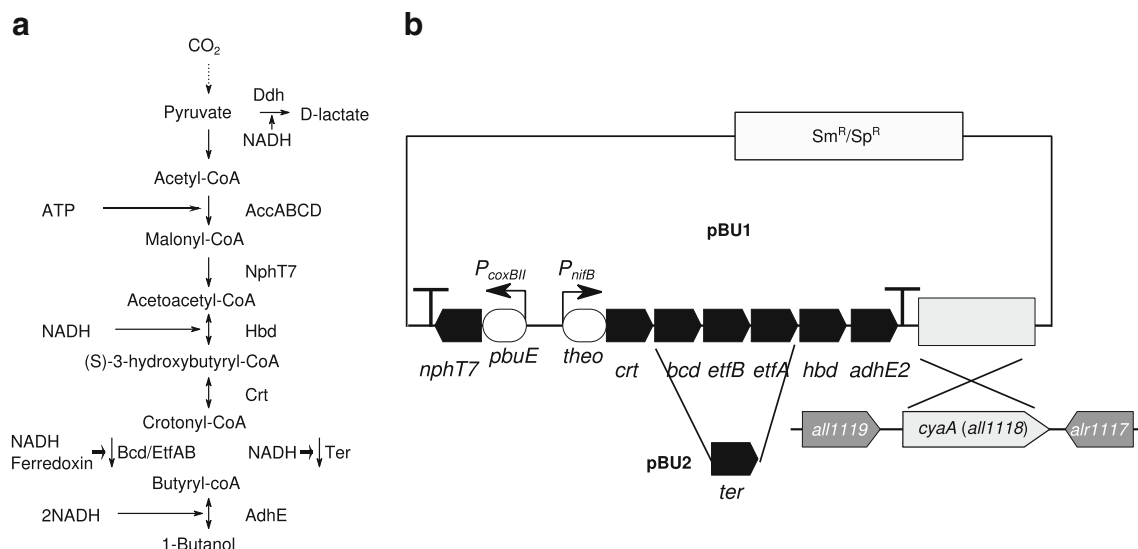 a
CO₂
Ddh
Pyruvate
D-lactate
NADH
Acetyl-CoA
ATP
AccABCD
Malonyl-CoA
NphT7
Acetoacetyl-CoA
NADH
Hbd
(S)-3-hydroxybutyryl-CoA
Crt
Crotonyl-CoA
NADH
Ferredoxin
Bcd/EtfAB
NADH
Ter
Butyryl-coA
2NADH
AdhE
1-Butanol
b
Smᴿ/Spᴿ
pBU1
PcoxBII
PnifB
nphT7
pbuE
theo
crt
bcd
etfB
etfA
hbd
adhE2
all1119
cyaA (all1118)
alr1117
pBU2
ter